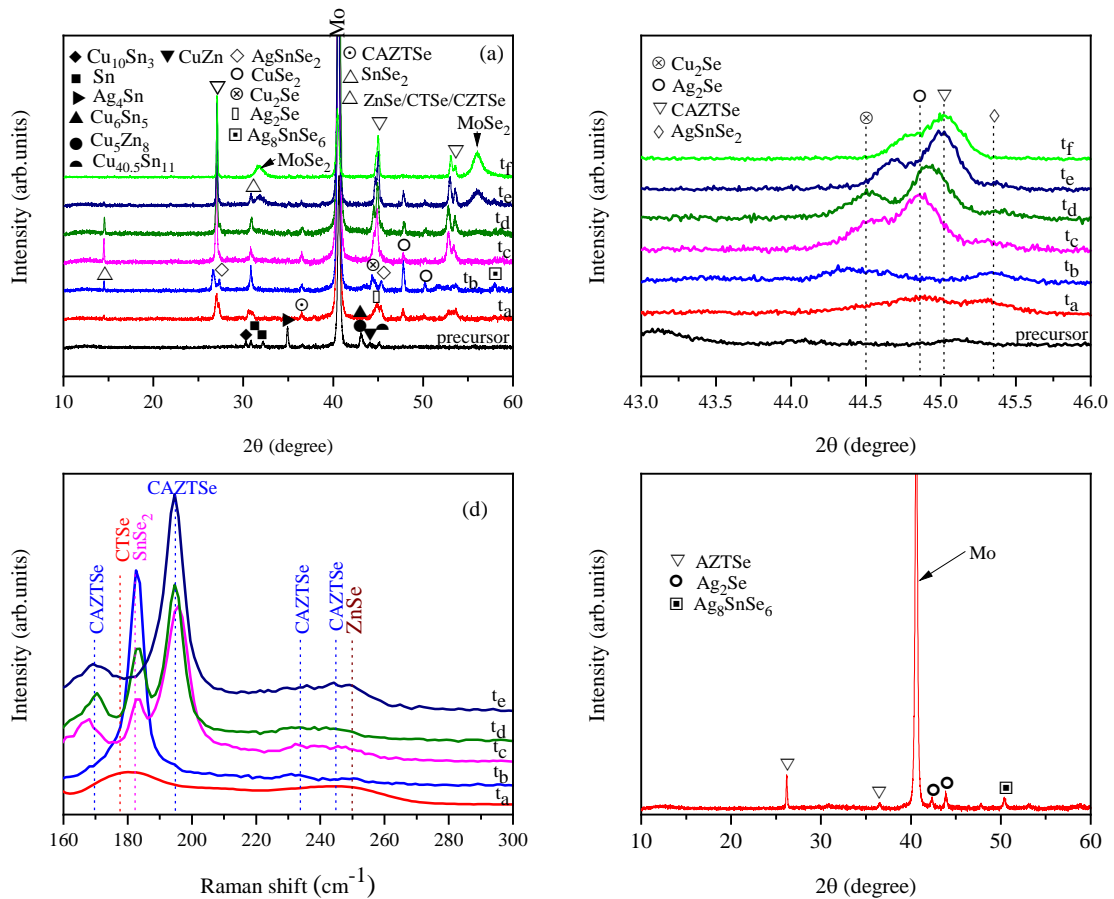 Mo
(a)
Cu10Sn3 CuZn AgSnSe2 CAZTSe
Sn CuSe2 SnSe2
Ag4Sn Cu2Se ZnSe/CTSe/CZTSe
Cu6Sn5 Ag2Se MoSe2
Cu5Zn8 Ag8SnSe6
Cu40.5Sn11 MoSe2
tf
te
td
tc
tb
ta
precursor
Intensity (arb.units)
10 20 30 40 50 60
2θ (degree)
Cu2Se
Ag2Se
CAZTSe
AgSnSe2
tf
te
td
tc
tb
ta
precursor
Intensity (arb.units)
43.0 43.5 44.0 44.5 45.0 45.5 46.0
2θ (degree)
CAZTSe
(d)
CAZTSe
CTSe
SnSe2
CAZTSe
CAZTSe
ZnSe
te
td
tc
tb
ta
Intensity (arb.units)
160 180 200 220 240 260 280 300
Raman shift (cm-1)
AZTSe
Ag2Se
Ag8SnSe6
Mo
Intensity (arb.units)
10 20 30 40 50 60
2θ (degree)